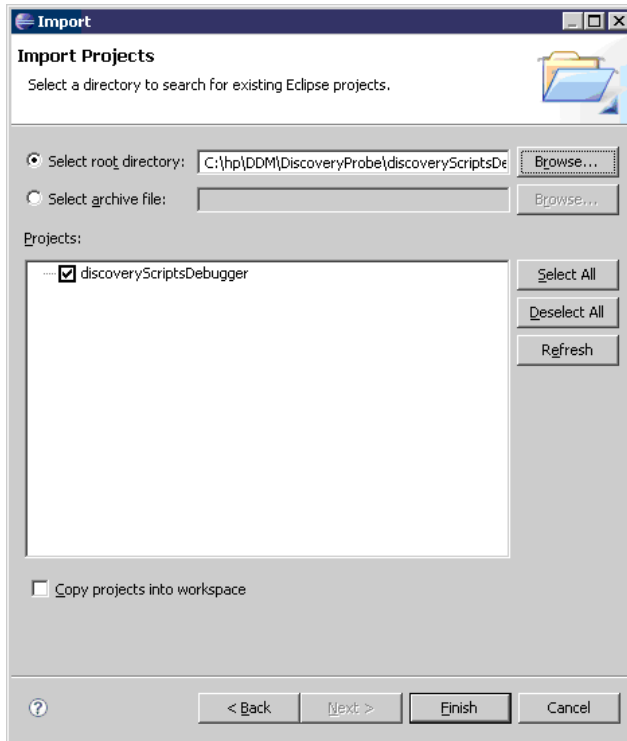 Import
Import Projects
Select a directory to search for existing Eclipse projects.
Select root directory: C:\hp\DDM\DiscoveryProbe\discoveryScriptsDe Browse...
Select archive file: Browse...
Projects:
discoveryScriptsDebugger
Select All
Deselect All
Refresh
Copy projects into workspace
? < Back Next > Finish Cancel